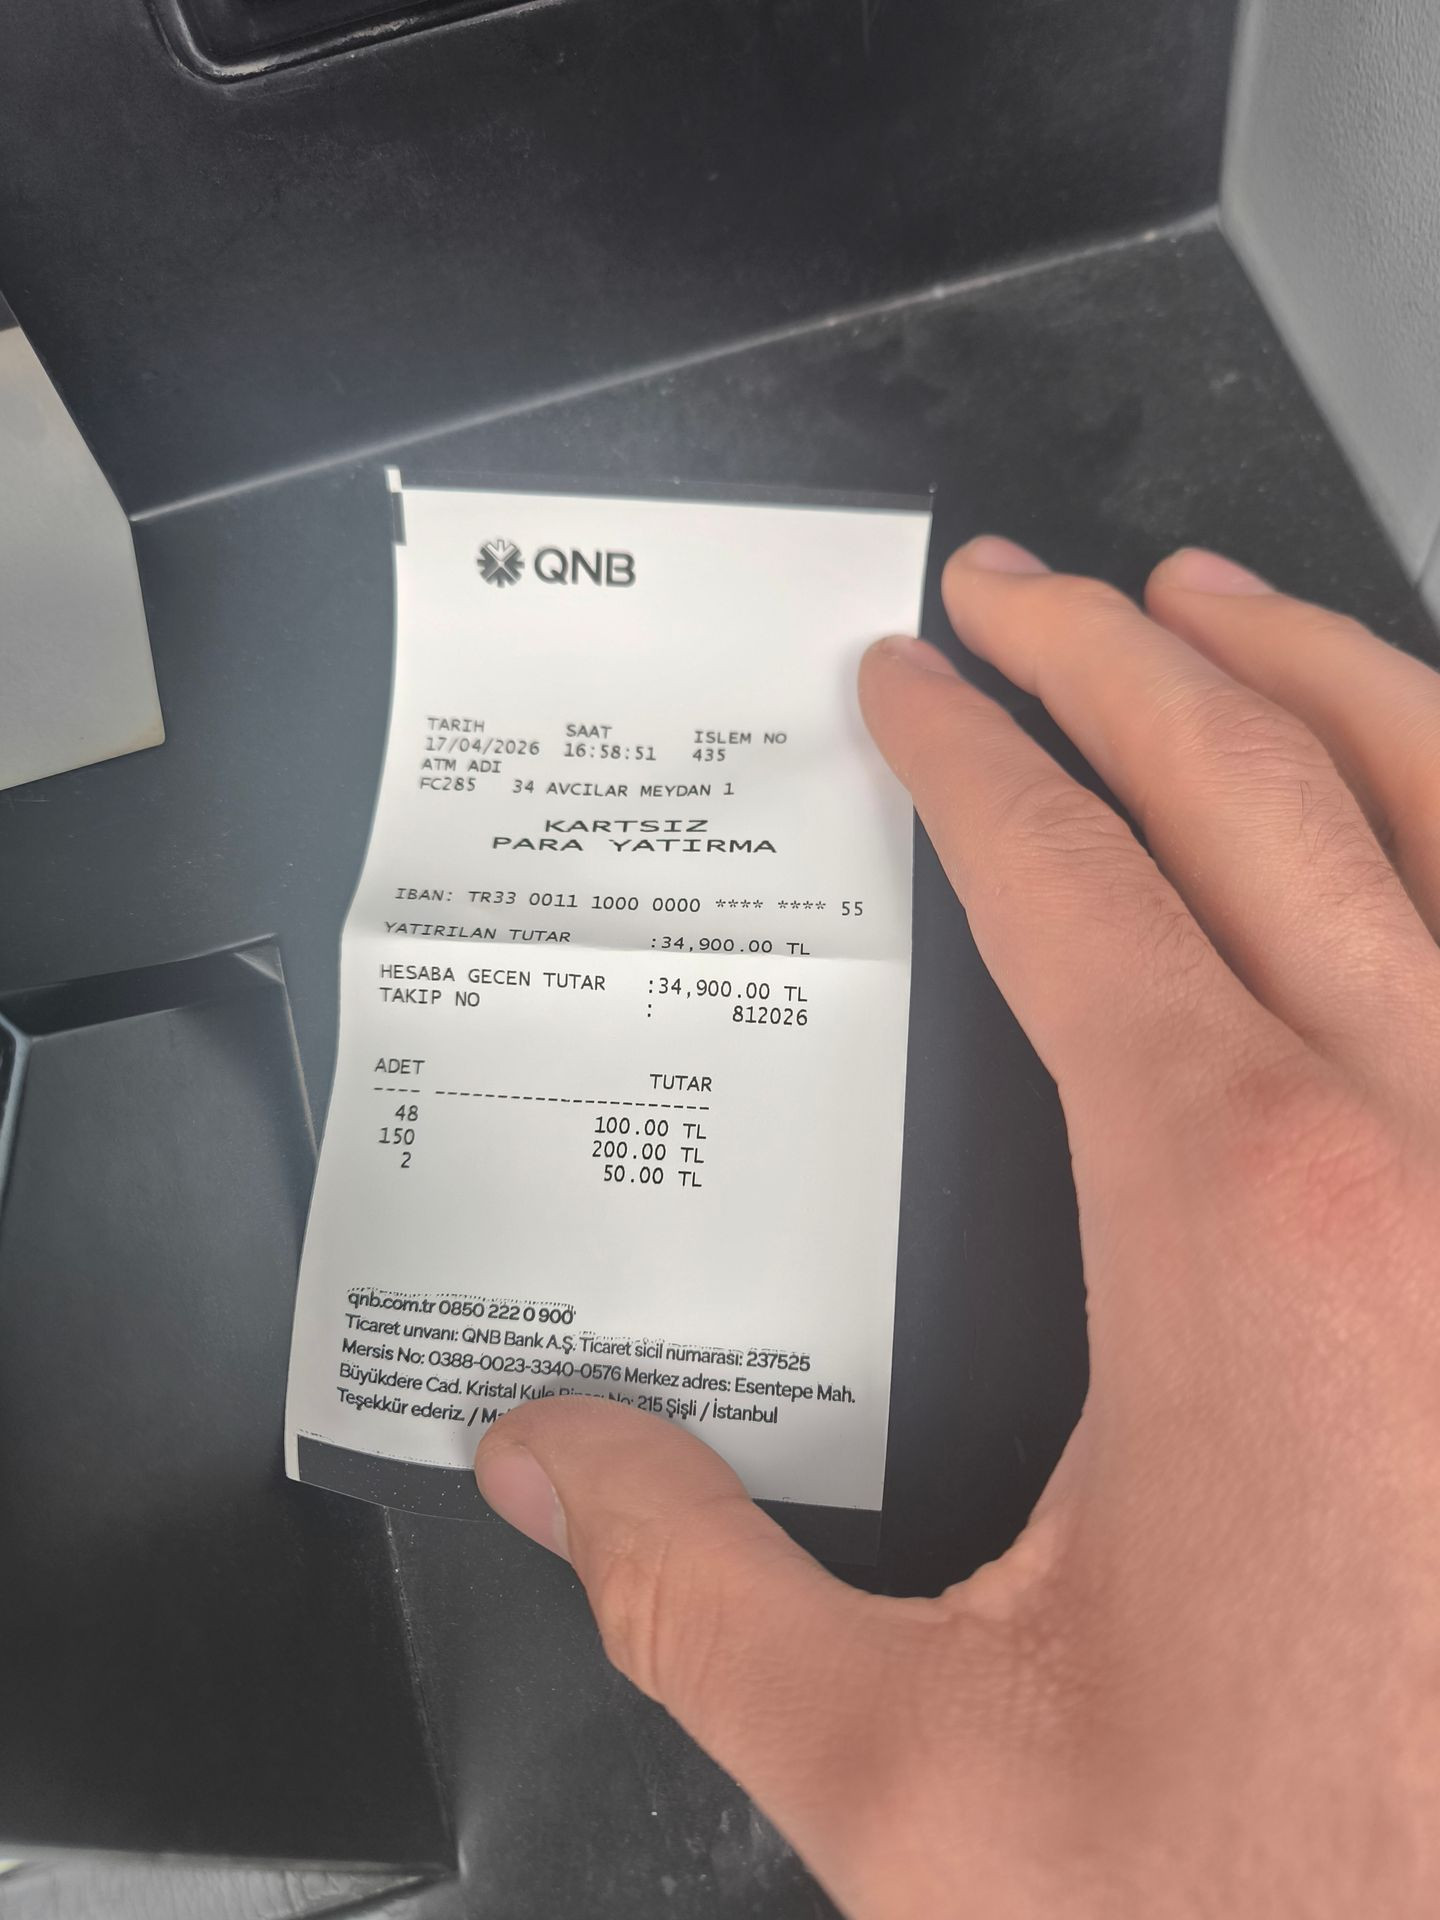 QNB
TARIH SAAT ISLEM NO
17/04/2026 16:58:51 435
ATM ADI
FC285 34 AVCILAR MEYDAN 1
KARTSIZ
PARA YATIRMA
IBAN: TR33 0011 1000 0000 **** **** 55
YATIRILAN TUTAR :34,900.00 TL
HESABA GECEN TUTAR :34,900.00 TL
TAKIP NO : 812026
ADET TUTAR
---- -----------------------
48 100.00 TL
150 200.00 TL
2 50.00 TL
qnb.com.tr 0850 222 0 900
Ticaret unvanı: QNB Bank A.Ş. Ticaret sicil numarası: 237525
Mersis No: 0388-0023-3340-0576 Merkez adres: Esentepe Mah.
Büyükdere Cad. Kristal Kule No: 215 Şişli / İstanbul
Teşekkür ederiz. /